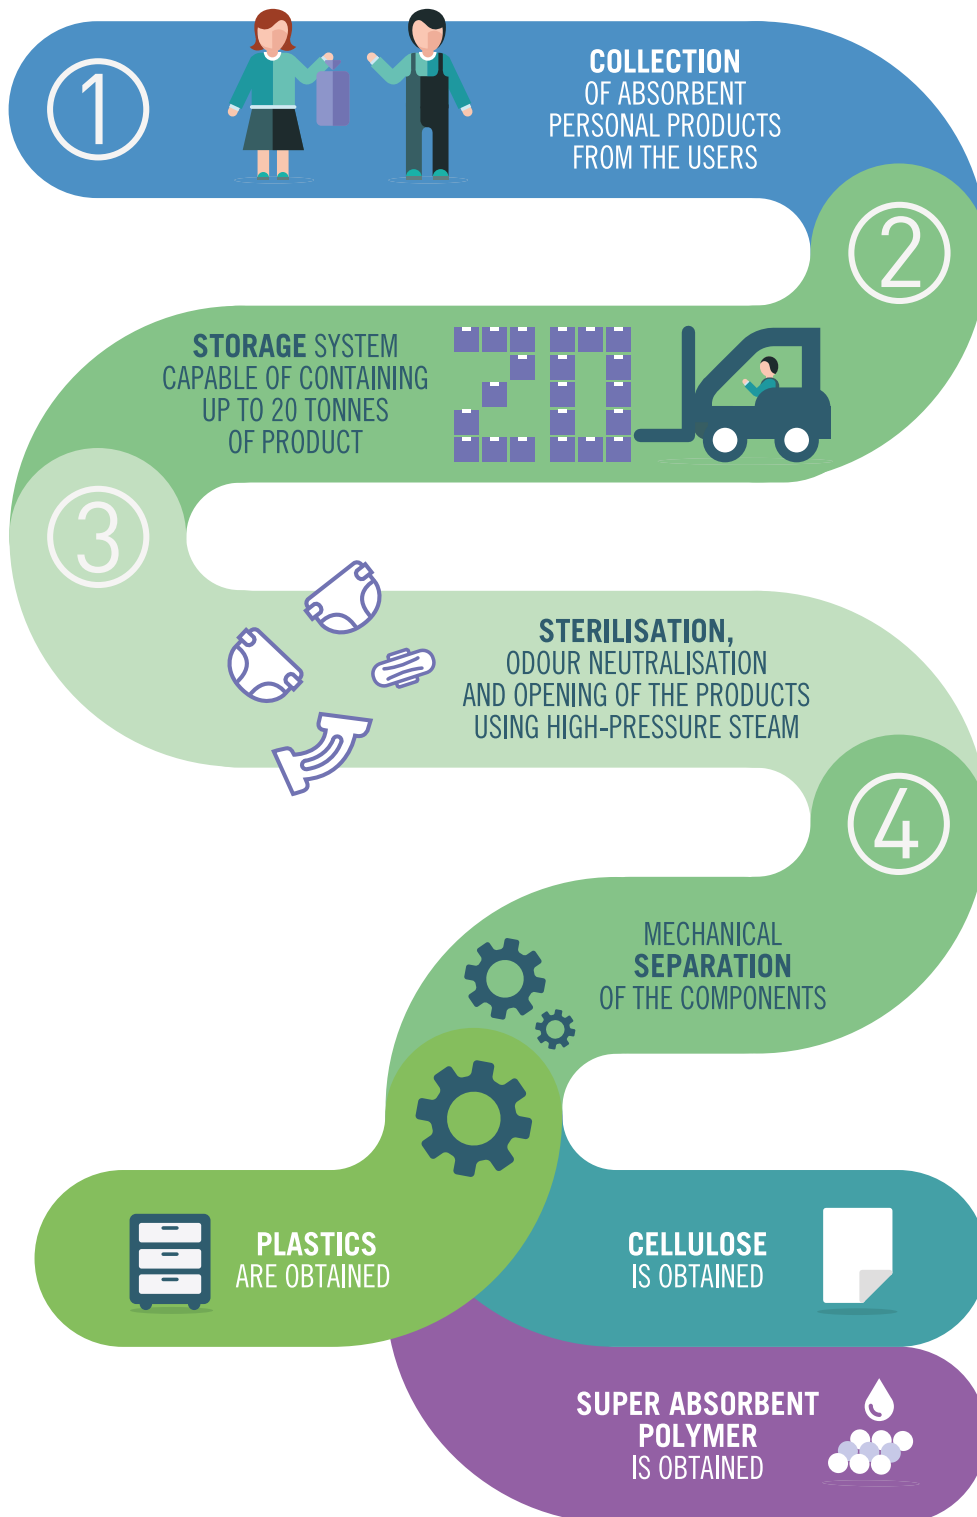 1
COLLECTION
OF ABSORBENT
PERSONAL PRODUCTS
FROM THE USERS
2
STORAGE SYSTEM
CAPABLE OF CONTAINING
UP TO 20 TONNES
OF PRODUCT
20
3
STERILISATION,
ODOUR NEUTRALISATION
AND OPENING OF THE PRODUCTS
USING HIGH-PRESSURE STEAM
4
MECHANICAL
SEPARATION
OF THE COMPONENTS
PLASTICS
ARE OBTAINED
CELLULOSE
IS OBTAINED
SUPER ABSORBENT
POLYMER
IS OBTAINED